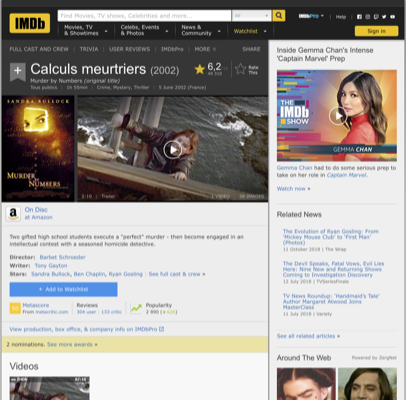 IMDb
Find Movies, TV shows, Celebrities and more...
All
IMDbPro
Help
Movies, TV
& Showtimes
Celebs, Events
& Photos
News &
Community
Watchlist
Sign in
FULL CAST AND CREW | TRIVIA | USER REVIEWS | IMDbPro | MORE
SHARE
Calculs meurtriers (2002)
6,2
Rate
This
Murder by Numbers (original title)
Tous publics | 1h 55min | Crime, Mystery, Thriller | 5 June 2002 (France)
SANDRA BULLOCK
MURDER
NUMBERS
2:18 | Trailer
1 VIDEO
On Disc
at Amazon
Two gifted high school students execute a "perfect" murder - then become engaged in an
intellectual contest with a seasoned homicide detective.
Director: Barbet Schroeder
Writer: Tony Gayton
Stars: Sandra Bullock, Ben Chaplin, Ryan Gosling | See full cast & crew »
+ Add to Watchlist
Metascore
From metacritic.com
Reviews
304 user | 133 critic
Popularity
View production, box office, & company info on IMDbPro
2 nominations. See more awards »
Videos
Inside Gemma Chan's Intense
'Captain Marvel' Prep
THE
IMDb
SHOW
GEMMA CHAN
Gemma Chan had to do some serious prep to
take on her role in Captain Marvel.
Watch now »
Related News
The Evolution of Ryan Gosling: From
'Mickey Mouse Club' to 'First Man'
(Photos)
11 October 2018 | The Wrap
The Devil Speaks, Fatal Vows, Evil Lies
Here: Nine New and Returning Shows
Coming to Investigation Discovery
12 July 2018 | TVSeriesFinale
TV News Roundup: 'Handmaid's Tale'
Author Margaret Atwood Joins
MasterClass
11 July 2018 | Variety
See all related articles »
Around The Web
Powered by ZergNet